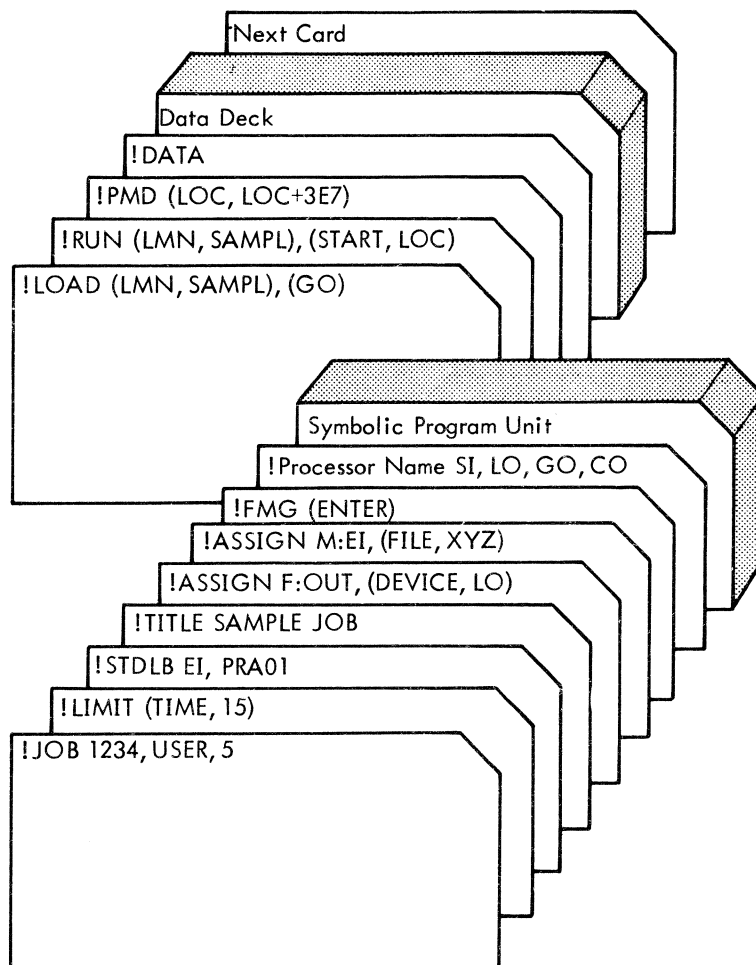 Next Card
Data Deck
!DATA
!PMD (LOC, LOC+3E7)
!RUN (LMN, SAMPL), (START, LOC)
!LOAD (LMN, SAMPL), (GO)
Symbolic Program Unit
!Processor Name SI, LO, GO, CO
!FMG (ENTER)
!ASSIGN M:EI, (FILE, XYZ)
!ASSIGN F:OUT, (DEVICE, LO)
!TITLE SAMPLE JOB
!STDLB EI, PRA01
!LIMIT (TIME, 15)
!JOB 1234, USER, 5